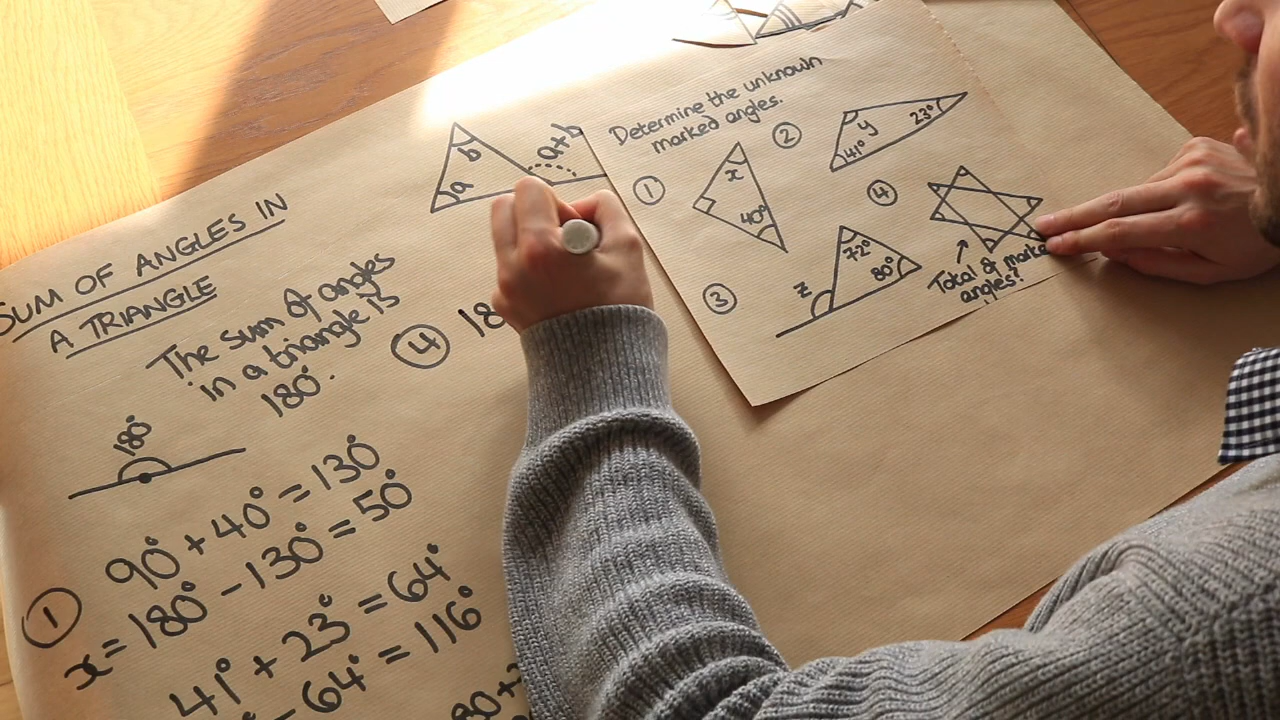 SUM OF ANGLES IN
A TRIANGLE
The sum of angles
in a triangle is
180°.
180°
① 90° + 40° = 130°
x = 180° - 130° = 50°
41° + 23° = 64°
- 64° = 116°
a
b
a+b
④ 18
80+
Determine the unknown
marked angles.
①
x
40°
②
y
41°
23°
③
z
72°
80°
④
Total of
angles?